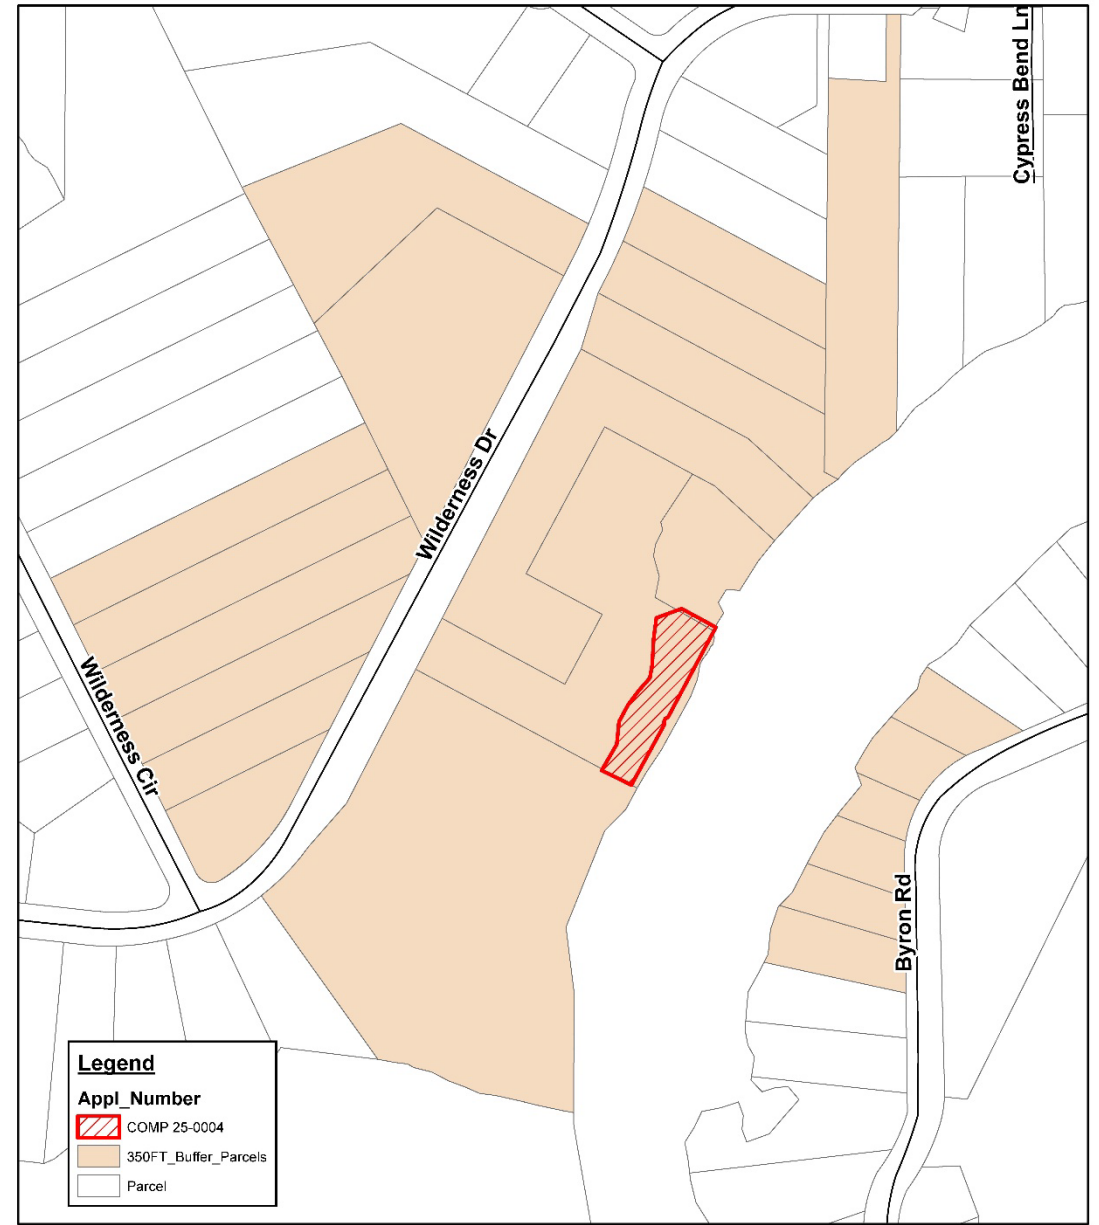 Cypress Bend Ln
Wilderness Dr
Wilderness Cir
Byron Rd
Legend
Appl_Number
COMP 25-0004
350FT_Buffer_Parcels
Parcel